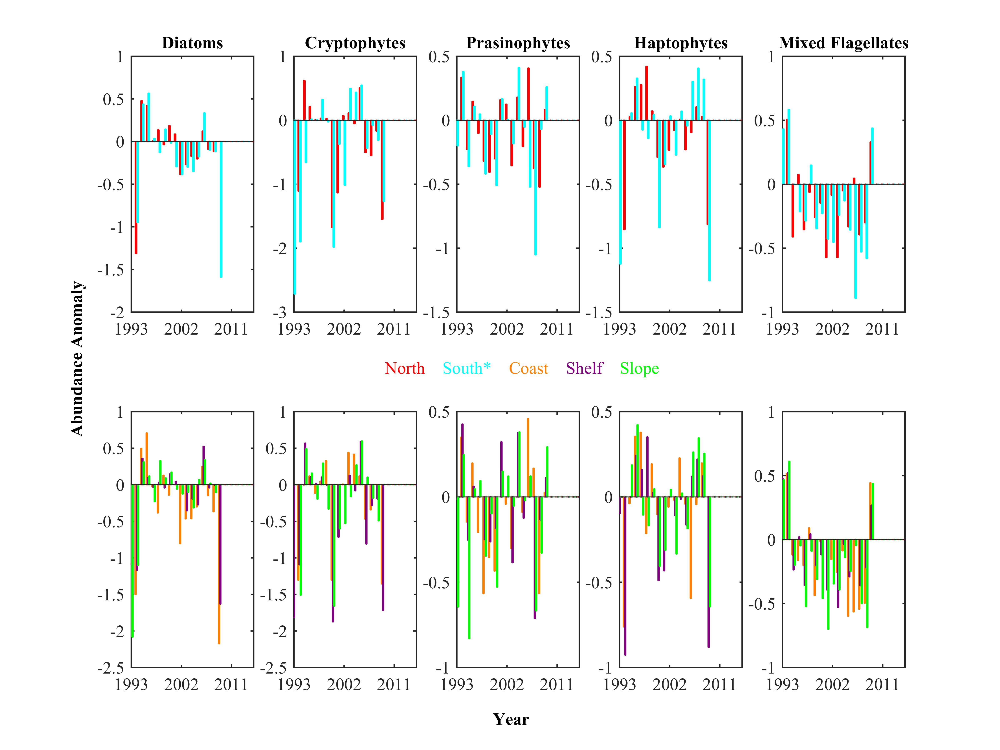 Diatoms Cryptophytes Prasinophytes Haptophytes Mixed Flagellates
1 1 0.5 0.5 1
0.5 0 0 0 0.5
0 -1 -0.5 -0.5 0
-0.5 -2 -1 -1 -0.5
-1 -3 -1.5 -1.5 -1
-1.5
-2
1993 2002 2011 1993 2002 2011 1993 2002 2011 1993 2002 2011 1993 2002 2011
Abundance Anomaly
North South* Coast Shelf Slope
1 1 0.5 0.5 1
0.5 0.5 0 0 0.5
0 0 -0.5 -0.5 0
-0.5 -0.5 -1 -1 -0.5
-1 -1 -1
-1.5 -1.5
-2 -2
-2.5 -2.5
1993 2002 2011 1993 2002 2011 1993 2002 2011 1993 2002 2011 1993 2002 2011
Year